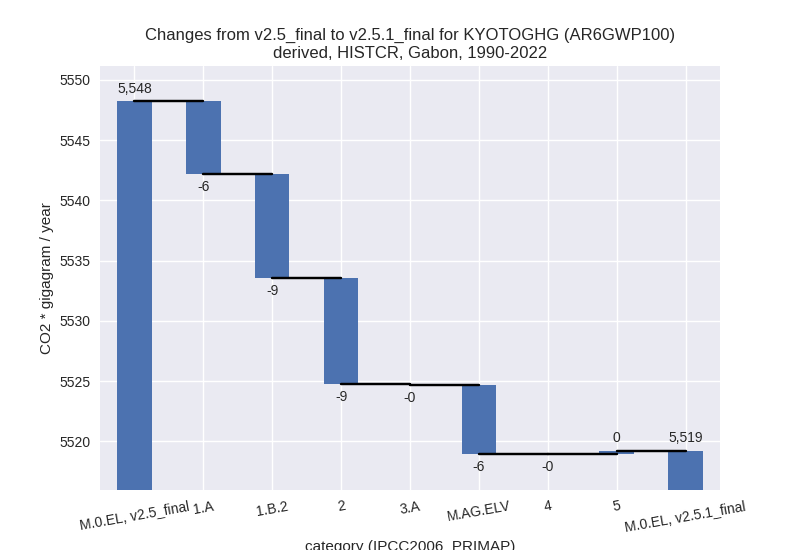 Changes from v2.5_final to v2.5.1_final for KYOTOGHG (AR6GWP100)
derived, HISTCR, Gabon, 1990-2022
CO2 * gigagram / year
5550
5545
5540
5535
5530
5525
5520
5,548
-6
-9
-9
-0
-6
-0
0
5,519
M.0.EL, v2.5_final
1.A
1.B.2
2
3.A
M.AG.ELV
4
5
M.0.EL, v2.5.1_final
category (IPCC2006_PRIMAP)